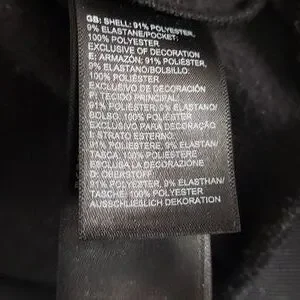 GB: SHELL: 91% POLYESTER,
9% ELASTANE/POCKET:
100% POLYESTER
EXCLUSIVE OF DECORATION
E: ARMAZÓN: 91% POLIÉSTER,
9% ELASTANO/BOLSILLO:
100% POLIÉSTER
EXCLUSIVO DE DECORACIÓN
P: TECIDO PRINCIPAL:
91% POLIÉSTER 9% ELASTANO/
BOLSO, 100% POLIÉSTER
EXCLUSIVO PARA DECORAÇÃO
I: STRATO ESTERNO:
91% POLIESTERE, 9% ELASTAN/
TASCA, 100% POLIESTERE
ESCLUSA LA DECORAZIONE
D: OBERSTOFF:
91% POLYESTER, 9% ELASTHAN/
TASCHE: 100% POLYESTER
AUSSCHLIEẞLICH DEKORATION